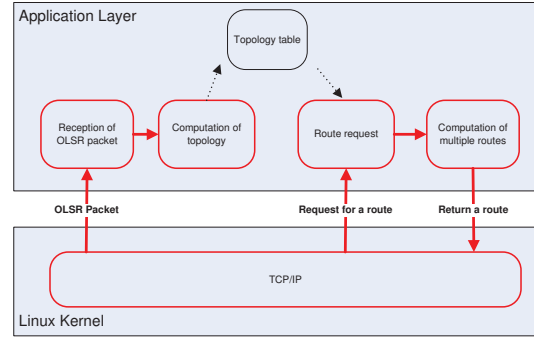 Application Layer
Topology table
Reception of
OLSR packet
Computation of
topology
Route request
Computation of
multiple routes
OLSR Packet
Request for a route
Return a route
TCP/IP
Linux Kernel